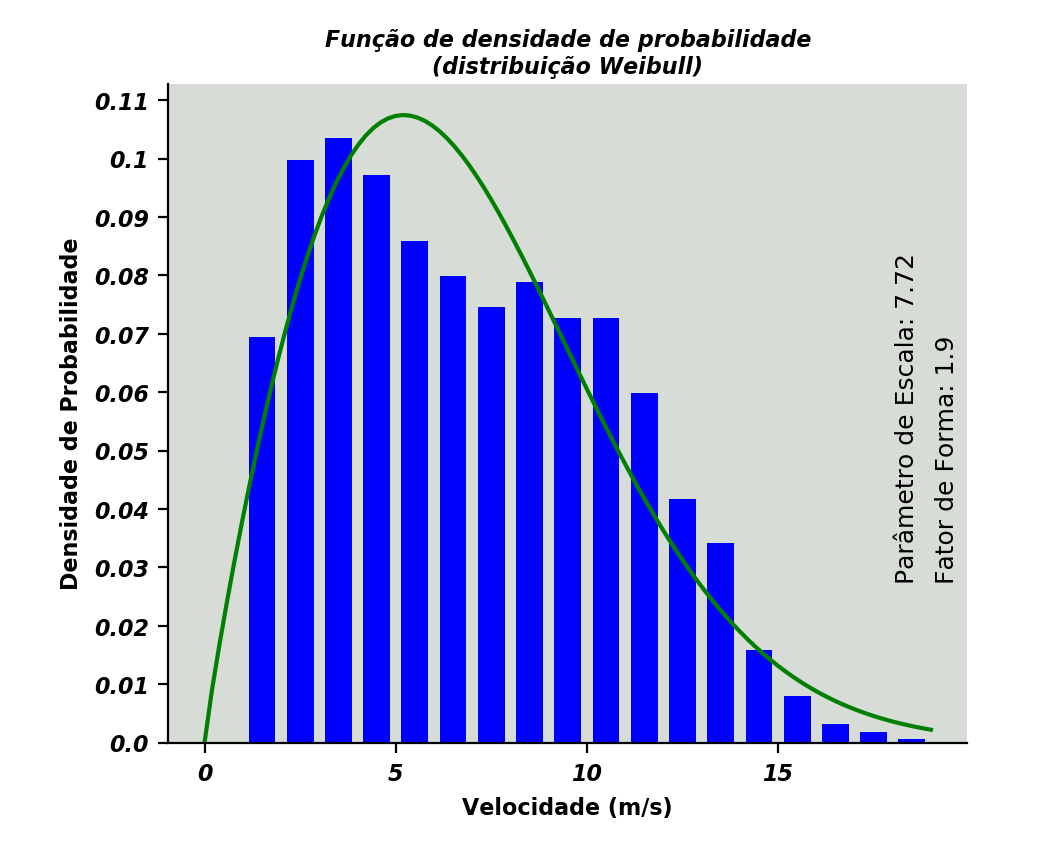 Função de densidade de probabilidade
(distribuição Weibull)
0.11
0.1
0.09
0.08
0.07
0.06
0.05
0.04
0.03
0.02
0.01
0.0
Densidade de Probabilidade
0 5 10 15
Velocidade (m/s)
Parâmetro de Escala: 7.72
Fator de Forma: 1.9